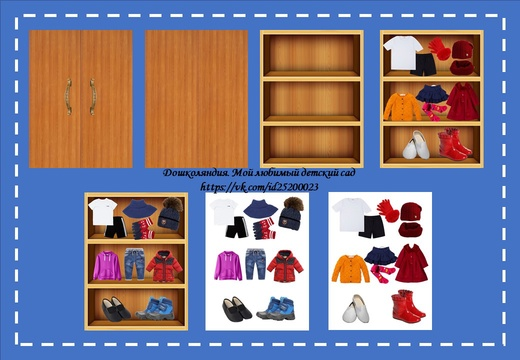 Дошколяндия. Мой любимый детский сад
https://vk.com/id25200023